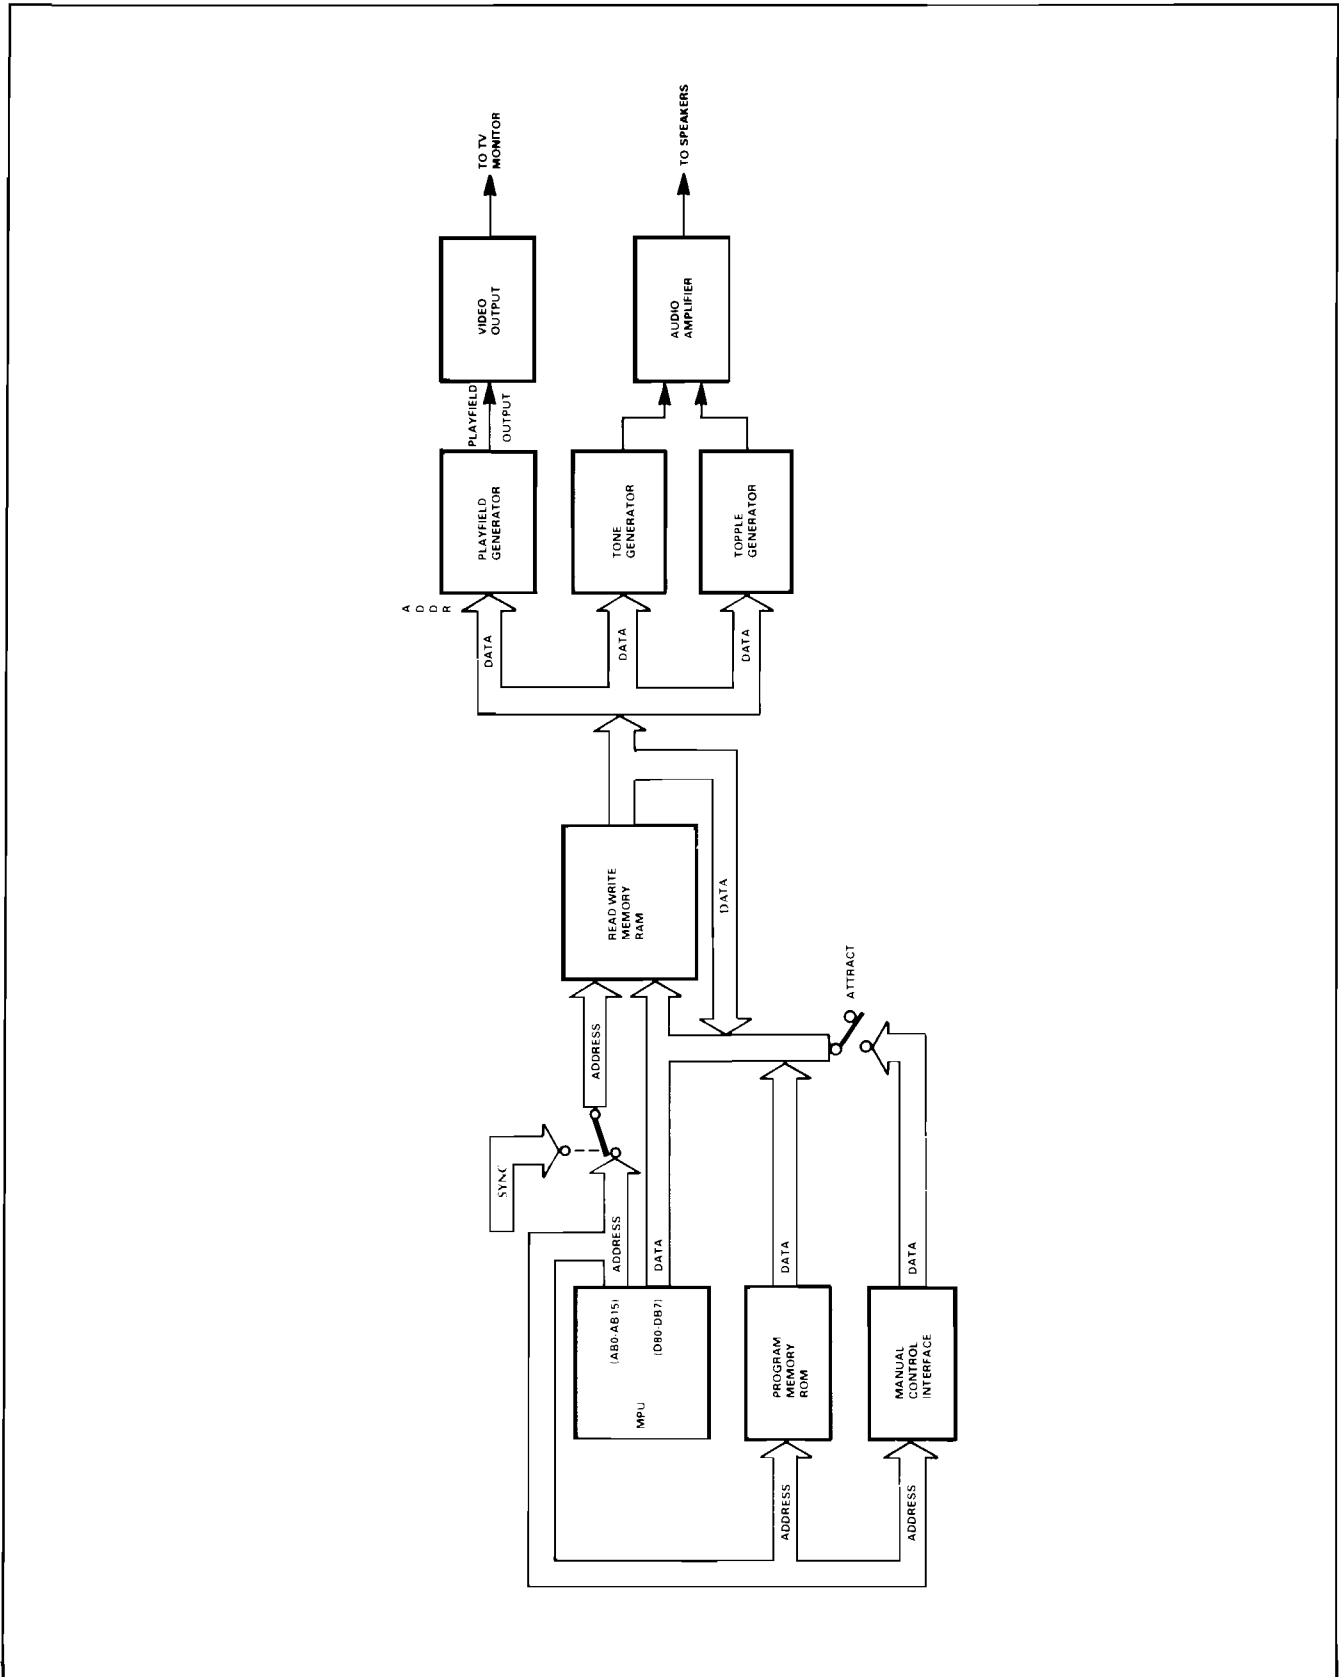 TO TV
MONITOR
TO SPEAKERS
VIDEO
OUTPUT
AUDIO
AMPLIFIER
PLAYFIELD
OUTPUT
PLAYFIELD
GENERATOR
TONE
GENERATOR
TOPPLE
GENERATOR
A
D
D
R
DATA
DATA
DATA
READ WRITE
MEMORY
RAM
DATA
ATTRACT
ADDRESS
SYNC
ADDRESS
DATA
DATA
DATA
(AB0-AB15)
(DB0-DB7)
MPU
PROGRAM
MEMORY
ROM
MANUAL
CONTROL
INTERFACE
ADDRESS
ADDRESS